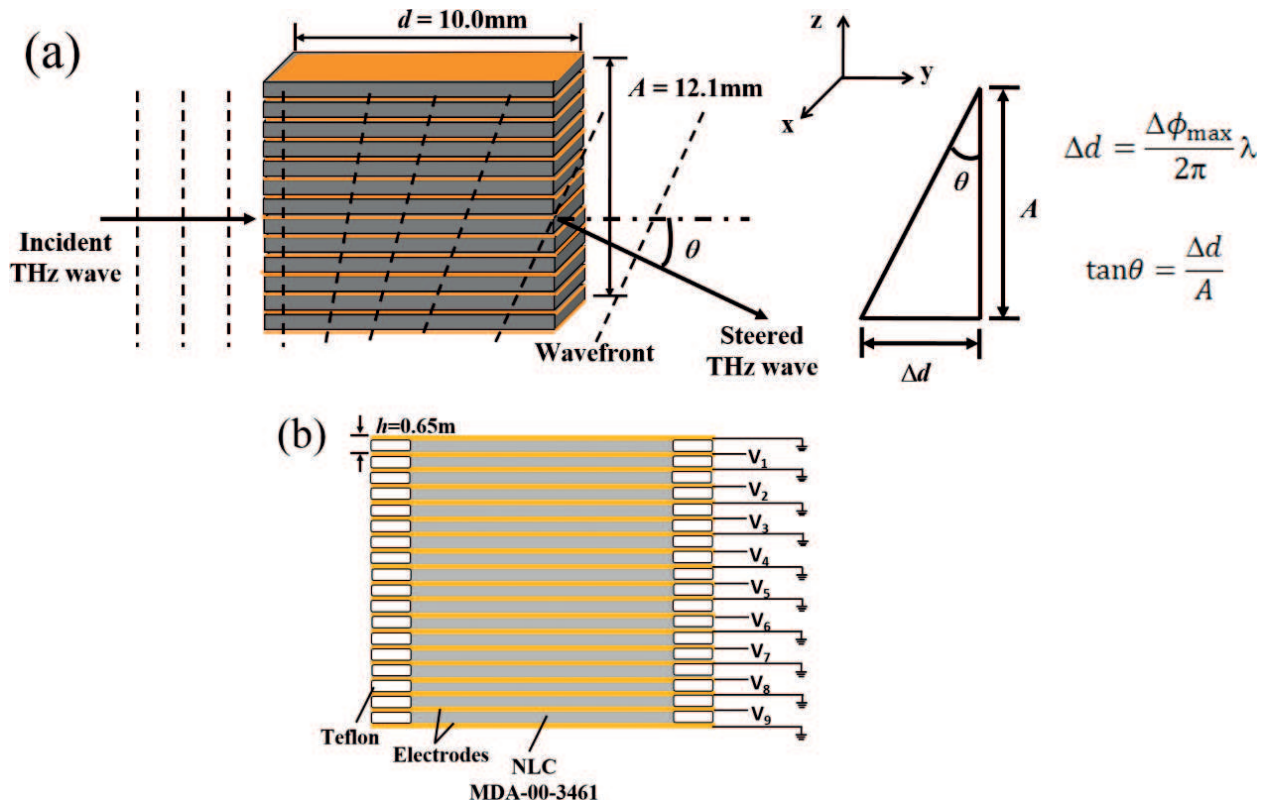 (a)
d = 10.0mm
A = 12.1mm
Incident
THz wave
θ
Wavefront
Steered
THz wave
z
y
x
θ
A
Δd
Δd = Δϕmax/2π λ
tanθ = Δd/A
(b)
h=0.65m
V1
V2
V3
V4
V5
V6
V7
V8
V9
Teflon
Electrodes
NLC
MDA-00-3461